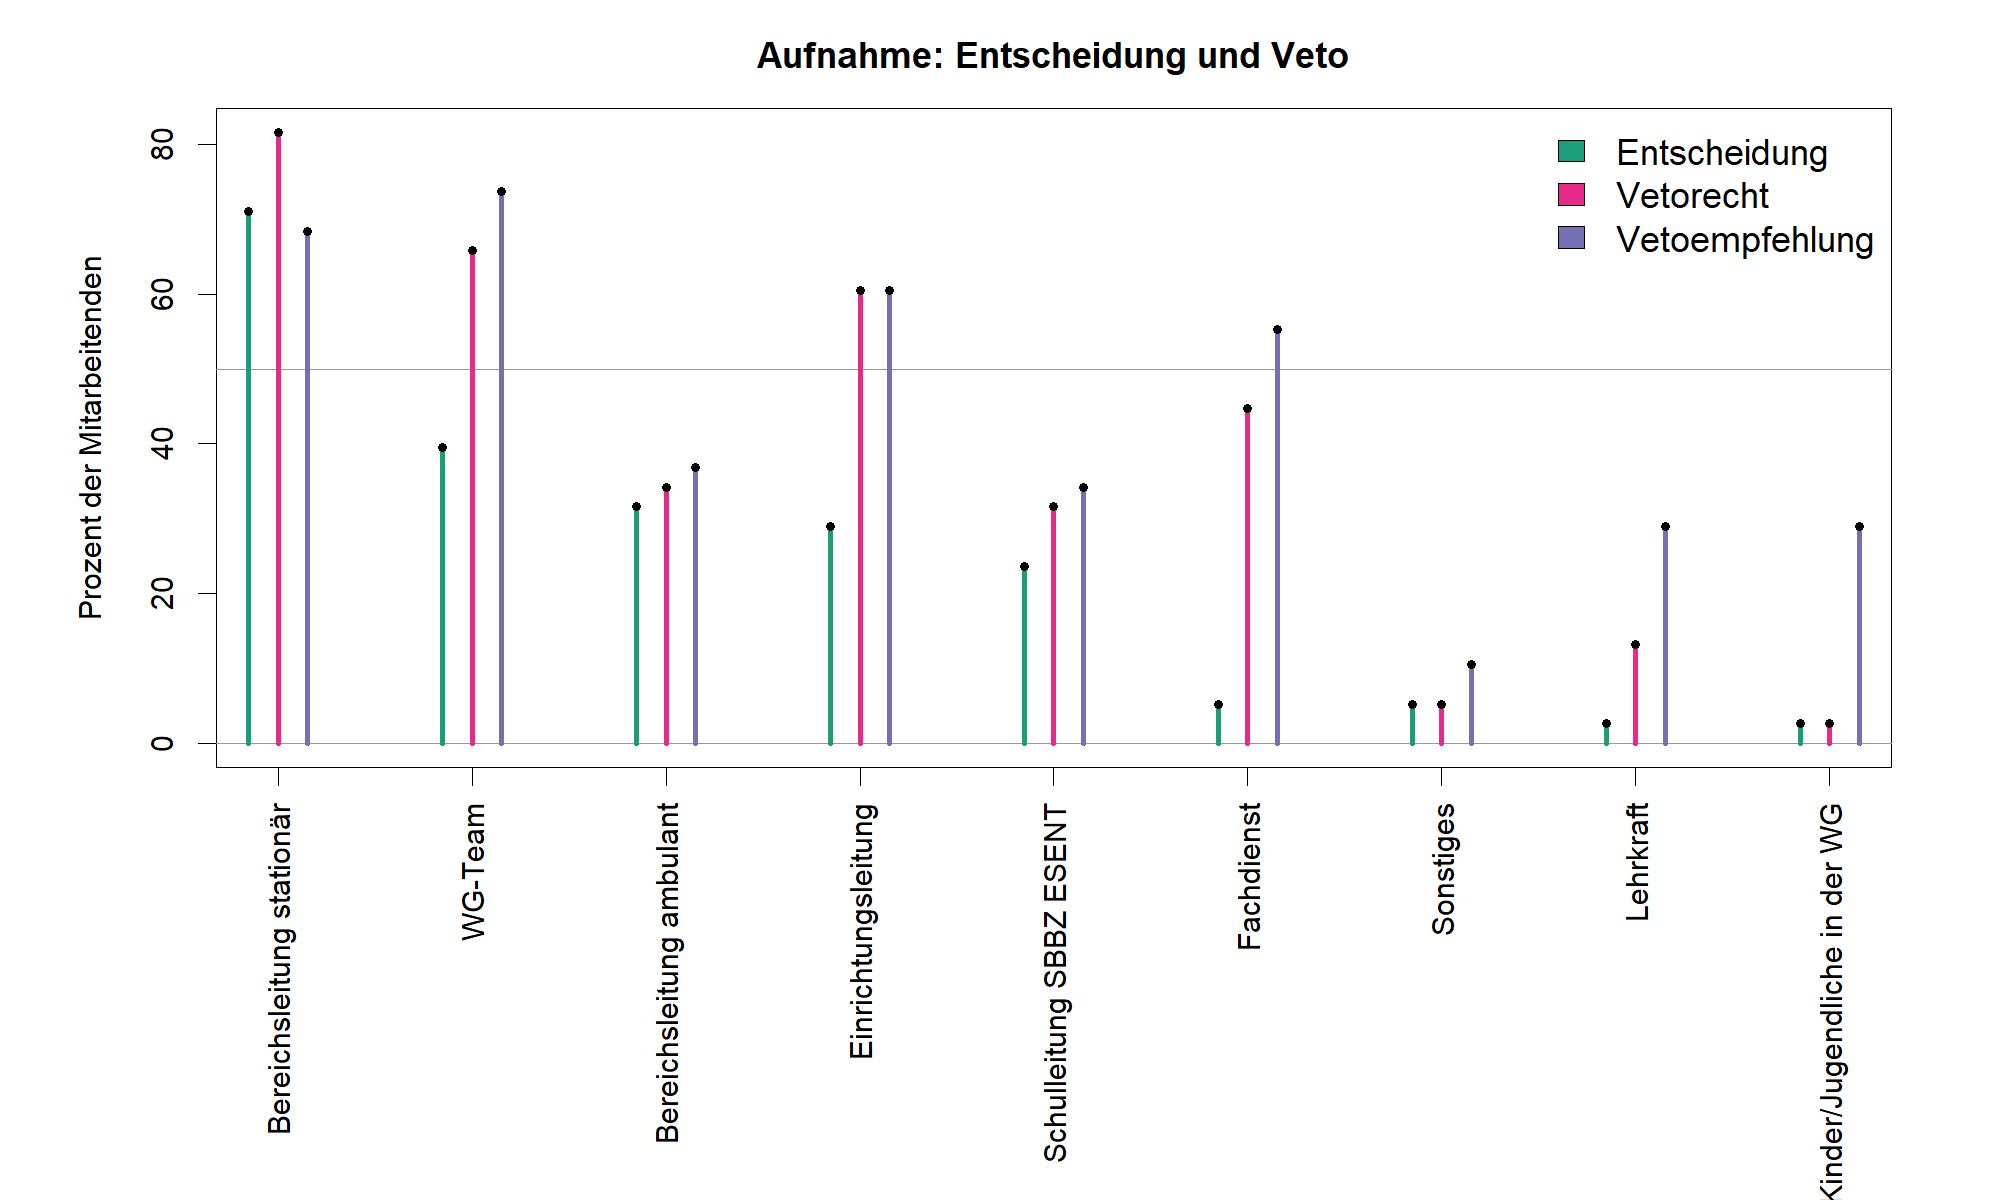 Aufnahme: Entscheidung und Veto
Prozent der Mitarbeitenden
80
60
40
20
0
Entscheidung
Vetorecht
Vetoempfehlung
Bereichsleitung stationär
WG-Team
Bereichsleitung ambulant
Einrichtungsleitung
Schulleitung SBBZ ESENT
Fachdienst
Sonstiges
Lehrkraft
Kinder/Jugendliche in der WG